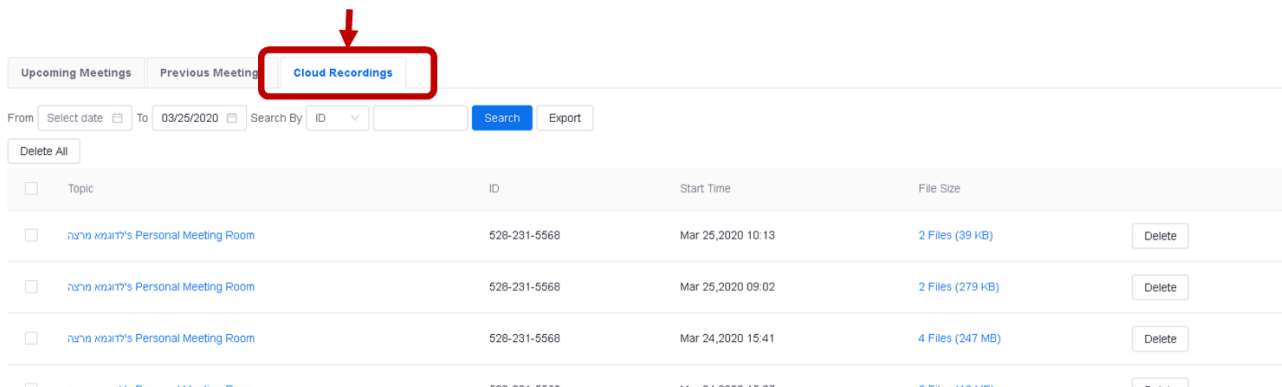 Upcoming Meetings Previous Meeting Cloud Recordings
From Select date To 03/25/2020 Search By ID Search Export
Delete All
Topic ID Start Time File Size
לדוגמא מרצה's Personal Meeting Room 528-231-5568 Mar 25,2020 10:13 2 Files (39 KB) Delete
לדוגמא מרצה's Personal Meeting Room 528-231-5568 Mar 25,2020 09:02 2 Files (279 KB) Delete
לדוגמא מרצה's Personal Meeting Room 528-231-5568 Mar 24,2020 15:41 4 Files (247 MB) Delete